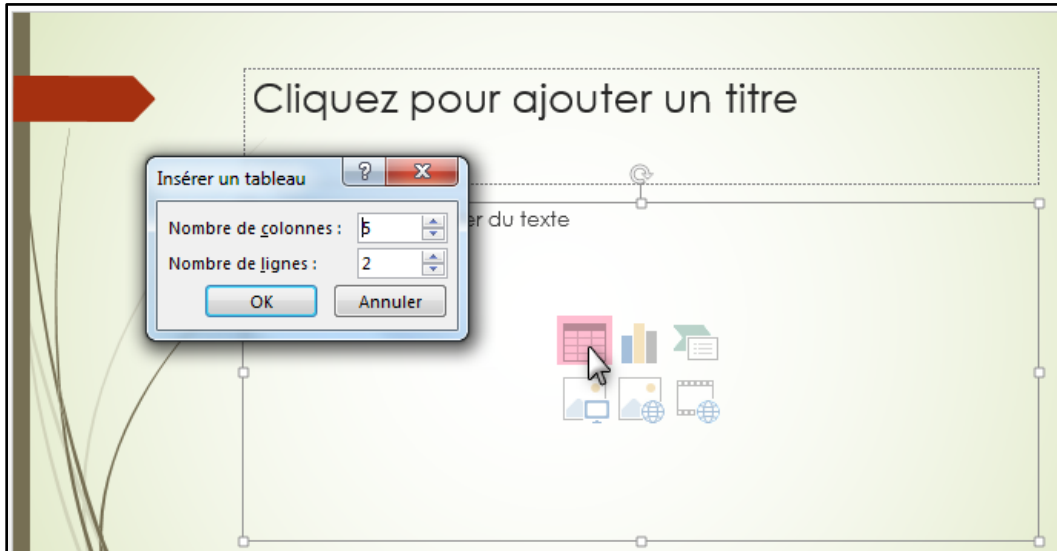 Cliquez pour ajouter un titre
Insérer un tableau
du texte
Nombre de colonnes : 5
Nombre de lignes : 2
OK Annuler